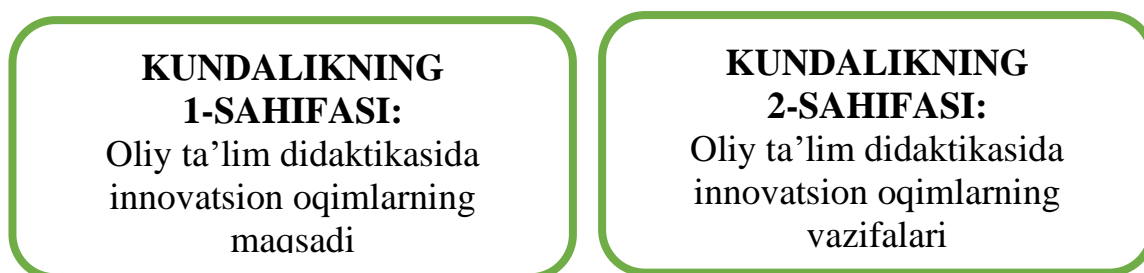 KUNDALIKNING
1-SAHIFASI:
Oliy ta’lim didaktikasida
innovatsion oqimlarning
maqsadi
KUNDALIKNING
2-SAHIFASI:
Oliy ta’lim didaktikasida
innovatsion oqimlarning
vazifalari